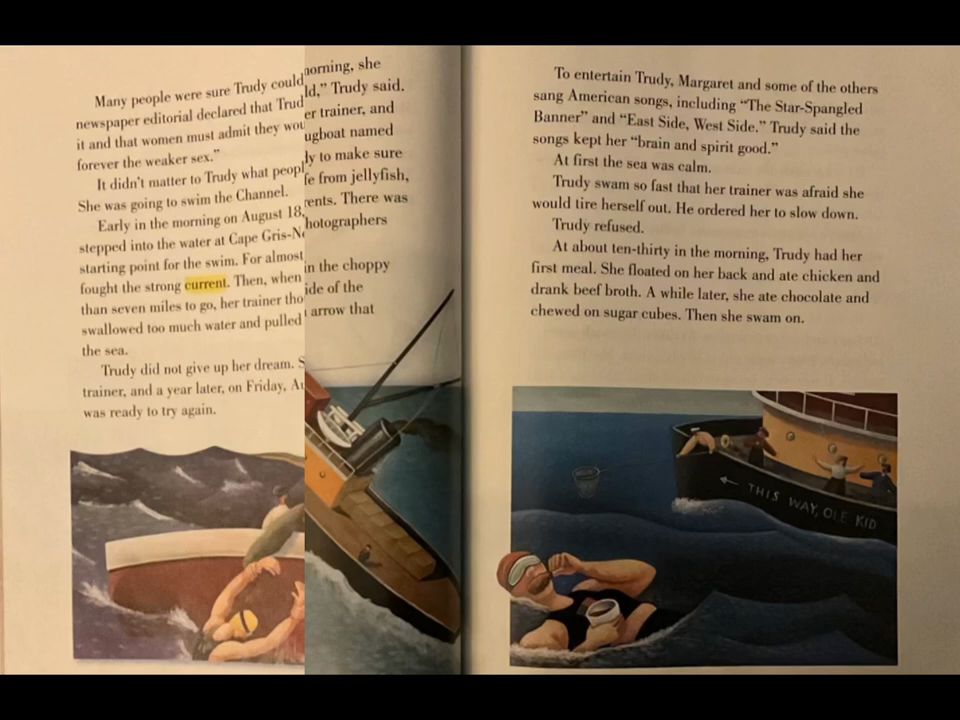 Many people were sure Trudy could
newspaper editorial declared that Trud
it and that women must admit they wou
forever the weaker sex."
It didn't matter to Trudy what peopl
She was going to swim the Channel.
Early in the morning on August 18,
stepped into the water at Cape Gris-Ne
starting point for the swim. For almost
fought the strong current. Then, when
than seven miles to go, her trainer tho
swallowed too much water and pulled
the sea.
Trudy did not give up her dream. S
trainer, and a year later, on Friday, Au
was ready to try again.
morning, she
ld," Trudy said.
er trainer, and
ugboat named
ly to make sure
fe from jellyfish,
rents. There was
hotographers
in the choppy
ide of the
arrow that
To entertain Trudy, Margaret and some of the others
sang American songs, including "The Star-Spangled
Banner" and "East Side, West Side." Trudy said the
songs kept her "brain and spirit good."
At first the sea was calm.
Trudy swam so fast that her trainer was afraid she
would tire herself out. He ordered her to slow down.
Trudy refused.
At about ten-thirty in the morning, Trudy had her
first meal. She floated on her back and ate chicken and
drank beef broth. A while later, she ate chocolate and
chewed on sugar cubes. Then she swam on.
← THIS WAY, OLE KID